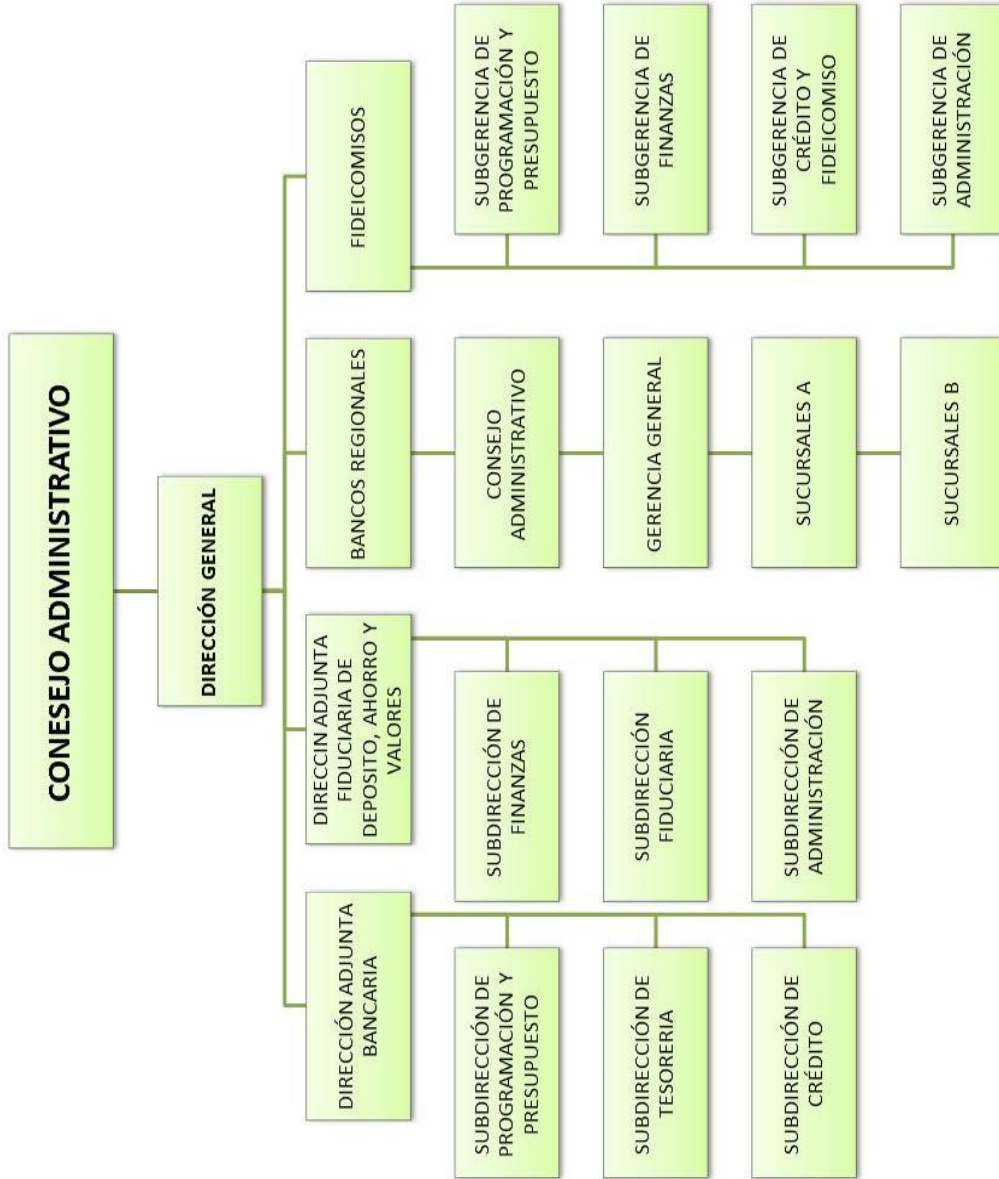 CONESEJO ADMINISTRATIVO
DIRECCIÓN GENERAL
DIRECCIÓN ADJUNTA
BANCARIA
SUBDIRECCIÓN DE
PROGRAMACIÓN Y
PRESUPUESTO
SUBDIRECCIÓN DE
TESORERIA
SUBDIRECCIÓN DE
CRÉDITO
DIRECCIN ADJUNTA
FIDUCIARIA DE
DEPOSITO, AHORRO Y
VALORES
SUBDIRECCIÓN DE
FINANZAS
SUBDIRECCIÓN
FIDUCIARIA
SUBDIRECCIÓN DE
ADMINISTRACIÓN
BANCOS REGIONALES
CONSEJO
ADMINISTRATIVO
GERENCIA GENERAL
SUCURSALES A
SUCURSALES B
FIDEICOMISOS
SUBGERENCIA DE
PROGRAMACIÓN Y
PRESUPUESTO
SUBGERENCIA DE
FINANZAS
SUBGERENCIA DE
CRÉDITO Y
FIDEICOMISO
SUBGERENCIA DE
ADMINISTRACIÓN